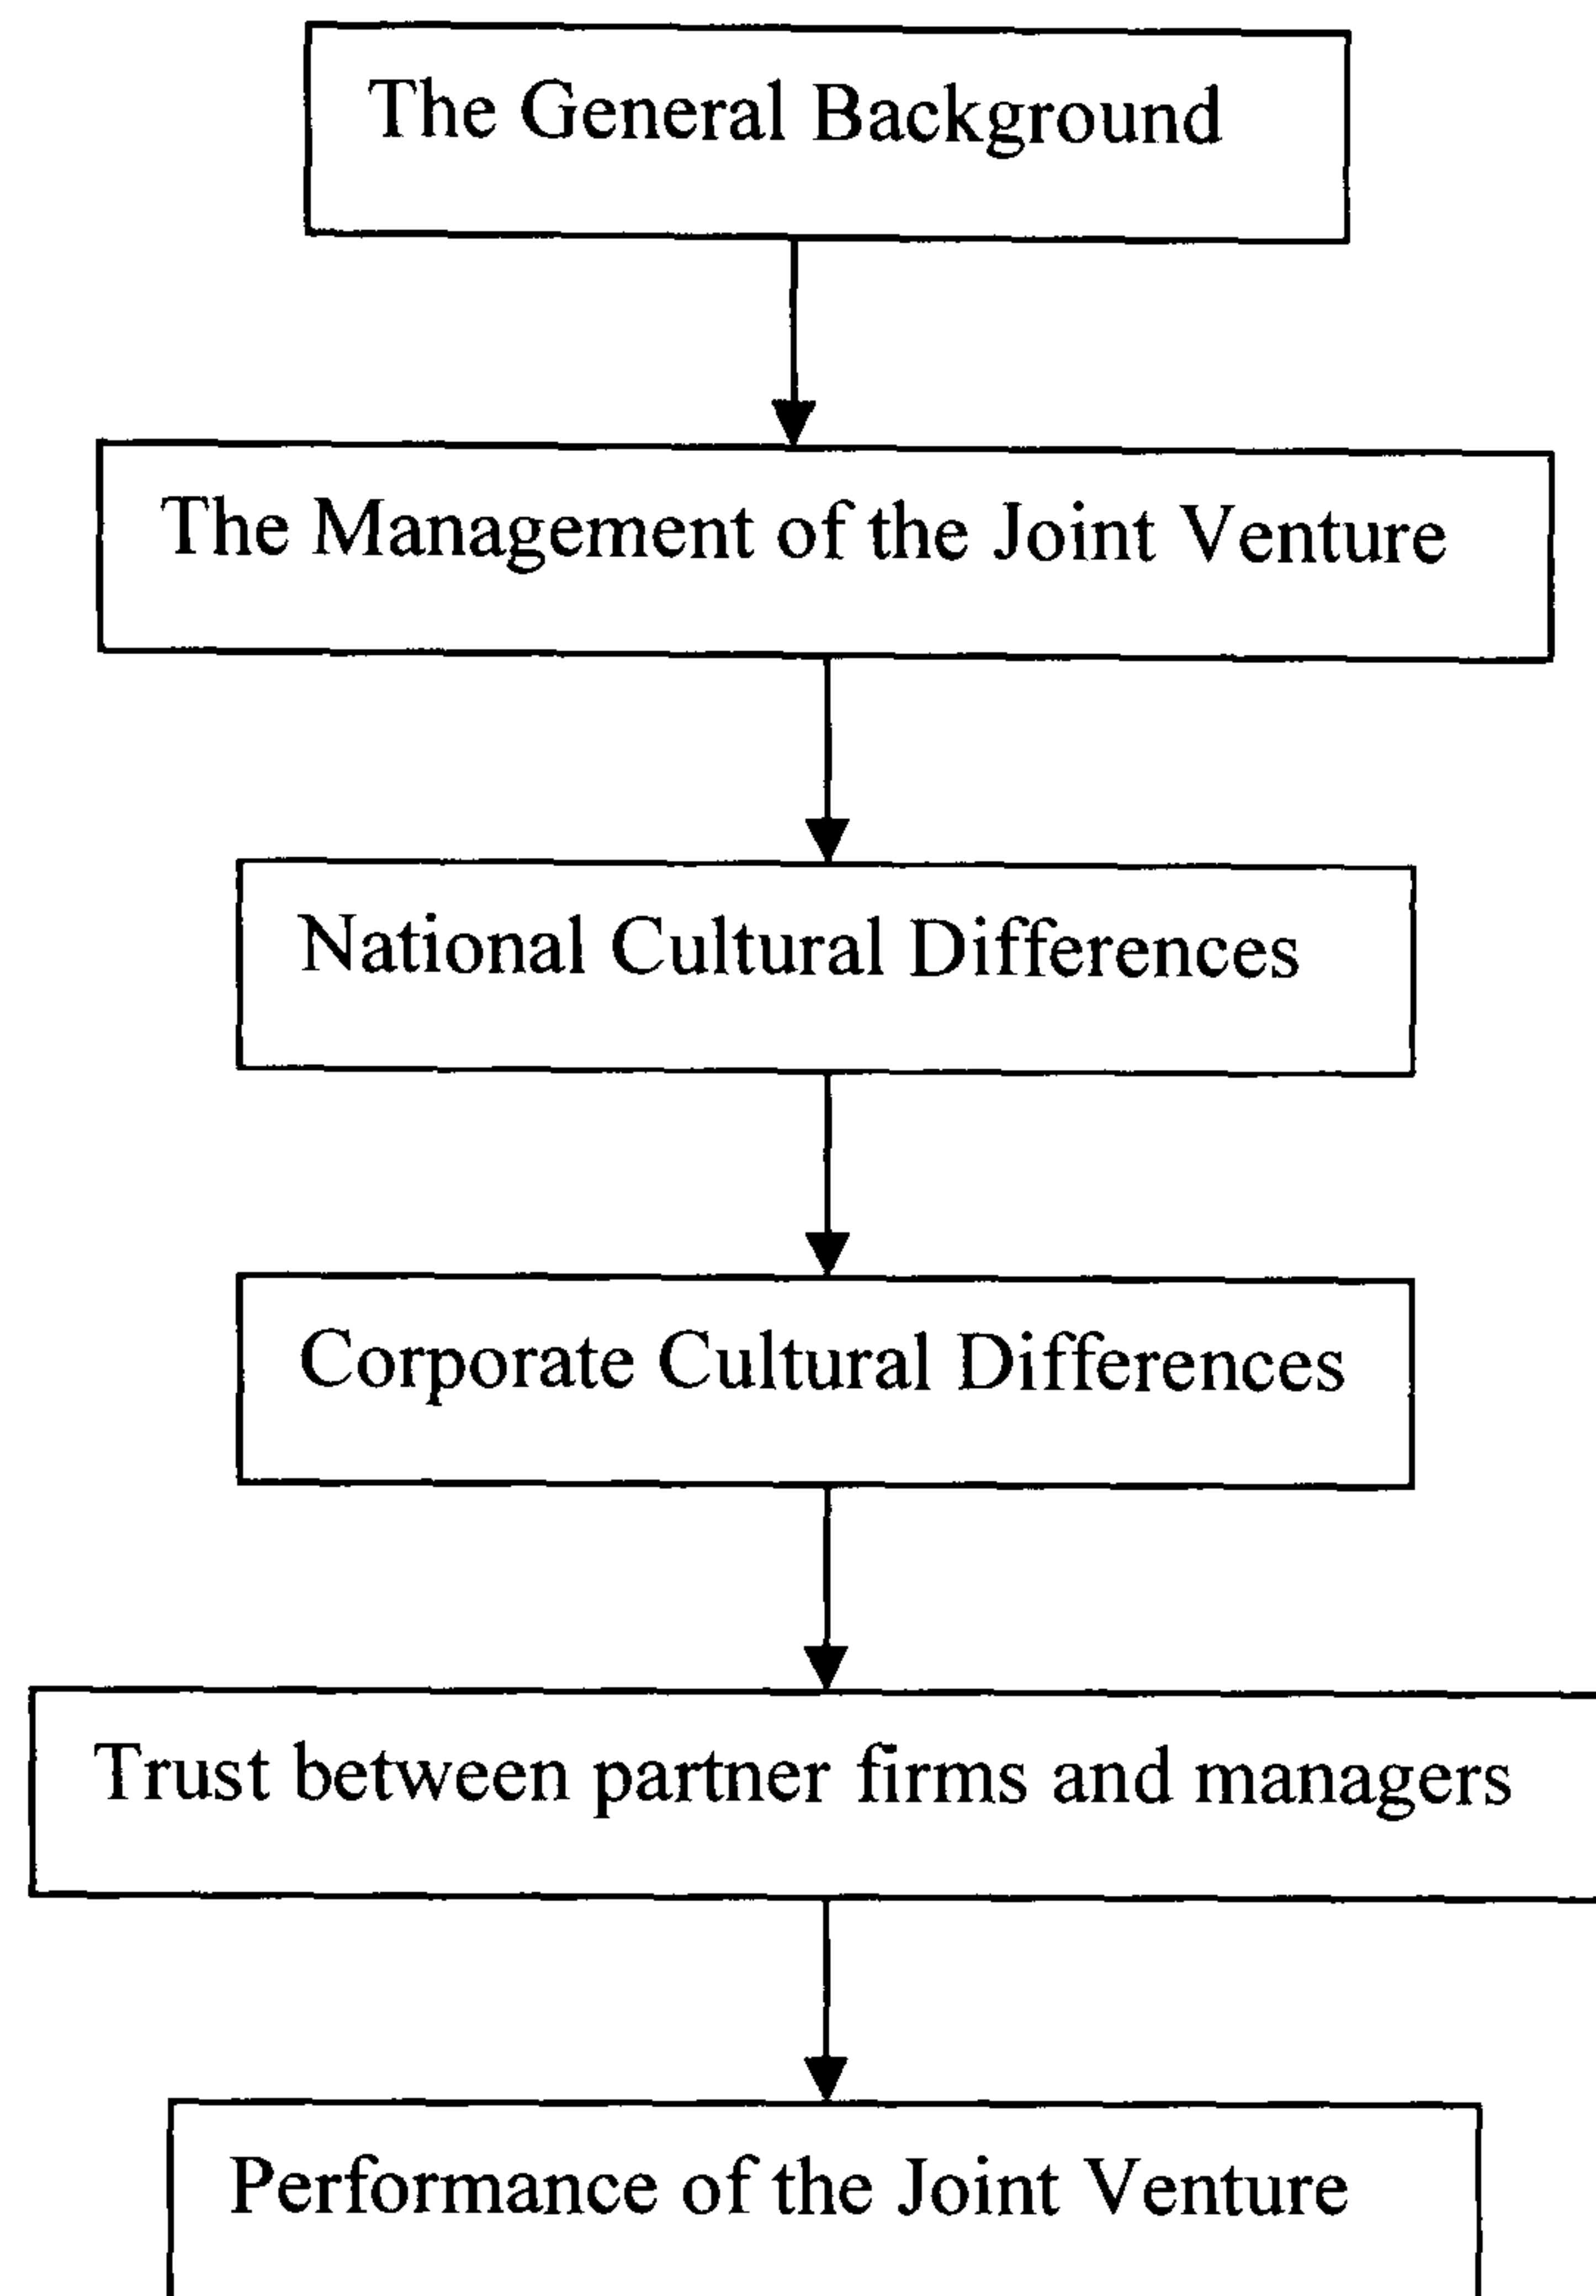 The General Background
The Management of the Joint Venture
National Cultural Differences
Corporate Cultural Differences
Trust between partner firms and managers
Performance of the Joint Venture